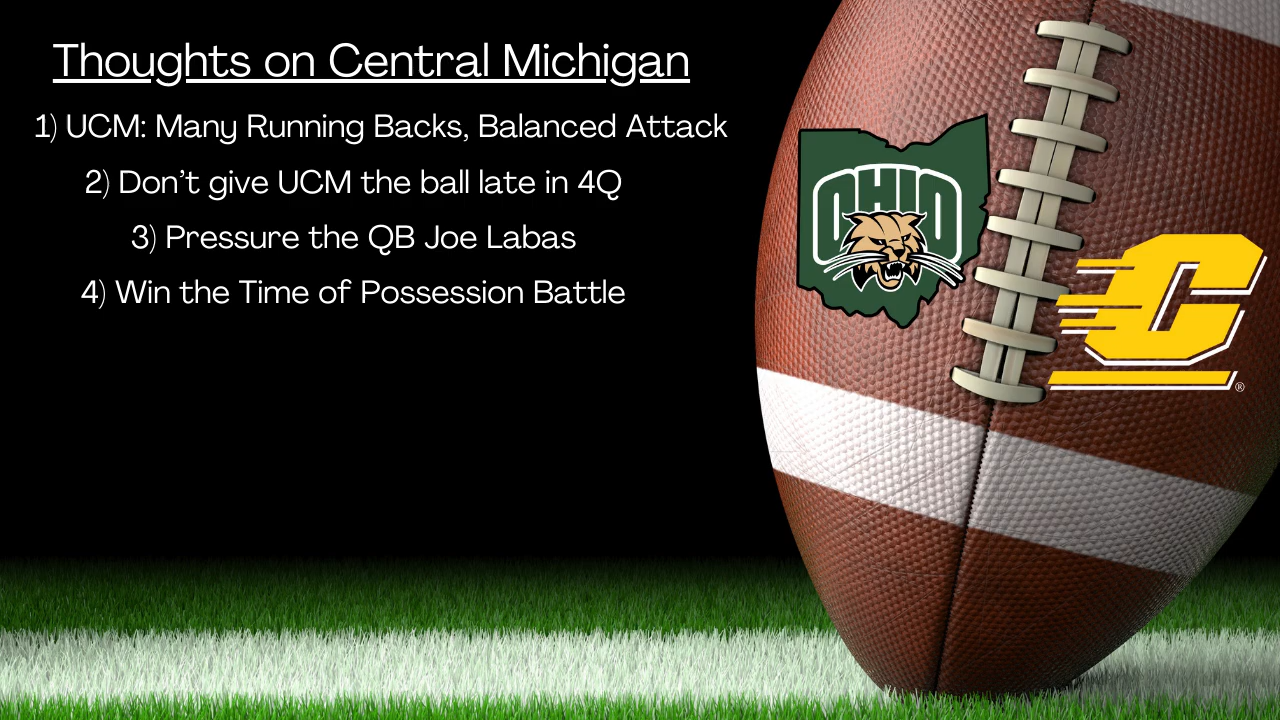 Thoughts on Central Michigan
1) UCM: Many Running Backs, Balanced Attack
2) Don’t give UCM the ball late in 4Q
3) Pressure the QB Joe Labas
4) Win the Time of Possession Battle
OHIO
C
®